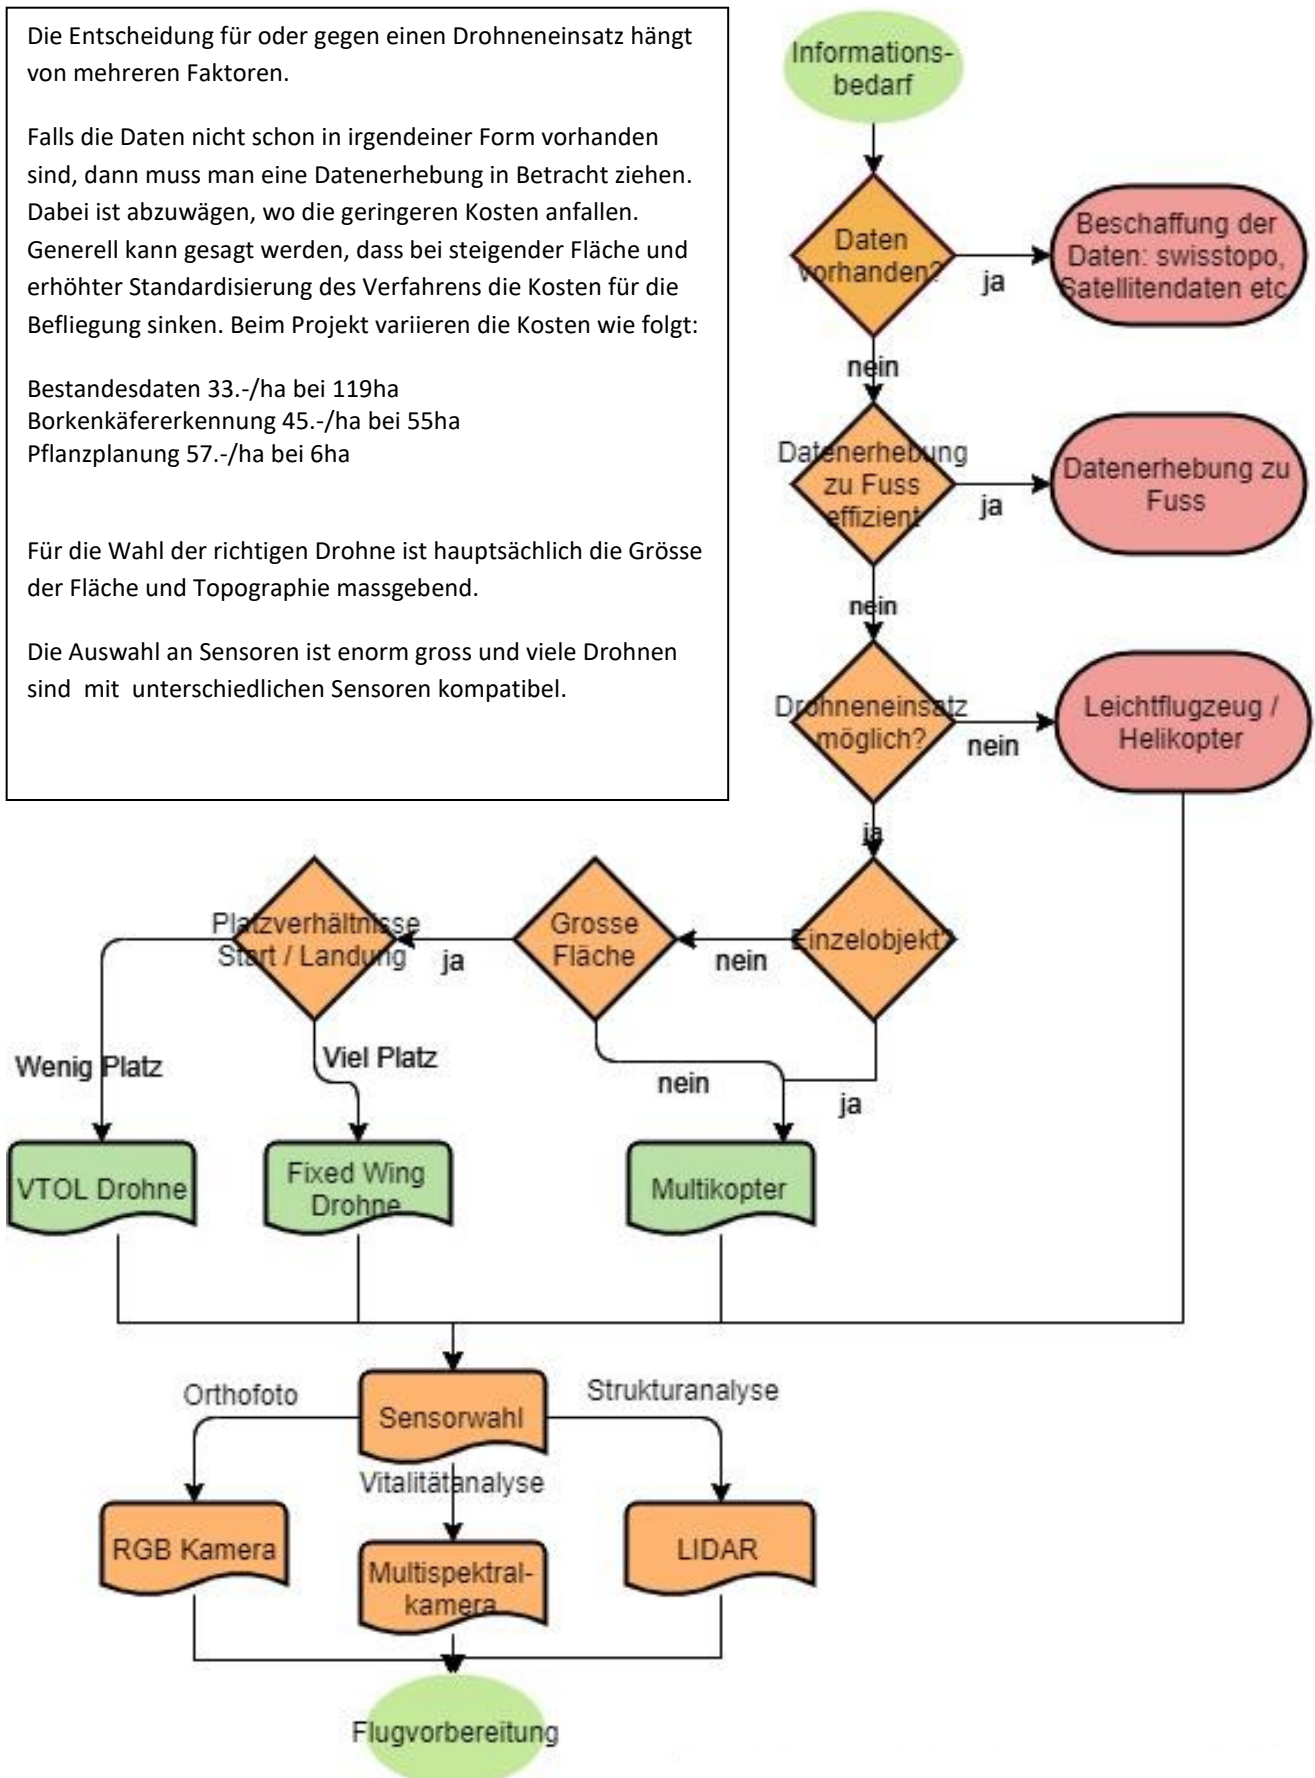 Die Entscheidung für oder gegen einen Drohneneinsatz hängt
von mehreren Faktoren.
Falls die Daten nicht schon in irgendeiner Form vorhanden
sind, dann muss man eine Datenerhebung in Betracht ziehen.
Dabei ist abzuwägen, wo die geringeren Kosten anfallen.
Generell kann gesagt werden, dass bei steigender Fläche und
erhöhter Standardisierung des Verfahrens die Kosten für die
Befliegung sinken. Beim Projekt variieren die Kosten wie folgt:
Bestandesdaten 33.-/ha bei 119ha
Borkenkäfererkennung 45.-/ha bei 55ha
Pflanzplanung 57.-/ha bei 6ha
Für die Wahl der richtigen Drohne ist hauptsächlich die Grösse
der Fläche und Topographie massgebend.
Die Auswahl an Sensoren ist enorm gross und viele Drohnen
sind mit unterschiedlichen Sensoren kompatibel.
Informations-
bedarf
Daten
vorhanden?
ja
Beschaffung der
Daten: swisstopo,
Satellitendaten etc
nein
Datenerhebung
zu Fuss
effizient
ja
Datenerhebung zu
Fuss
nein
Drohneneinsatz
möglich?
nein
Leichtflugzeug /
Helikopter
ja
Einzelobjekt?
nein
Grosse
Fläche
ja
Platzverhältnisse
Start / Landung
Wenig Platz
Viel Platz
nein
ja
VTOL Drohne
Fixed Wing
Drohne
Multikopter
Sensorwahl
Orthofoto
Vitalitätanalyse
Strukturanalyse
RGB Kamera
Multispektral-
kamera
LIDAR
Flugvorbereitung